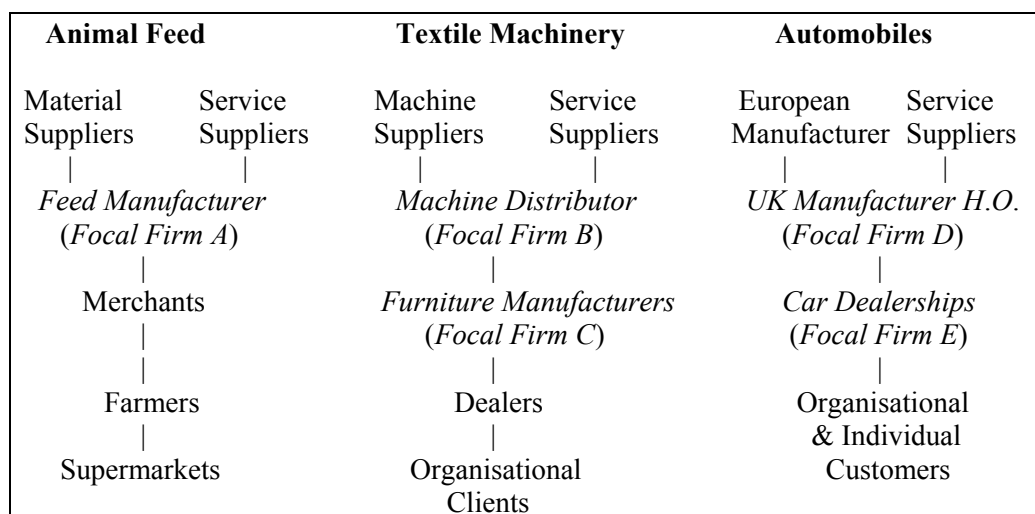 Animal Feed Textile Machinery Automobiles
Material Service Machine Service European Service
Suppliers Suppliers Suppliers Suppliers Manufacturer Suppliers
| | | | | |
Feed Manufacturer Machine Distributor UK Manufacturer H.O.
(Focal Firm A) (Focal Firm B) (Focal Firm D)
| | |
Merchants Furniture Manufacturers Car Dealerships
| (Focal Firm C) (Focal Firm E)
| | |
Farmers Dealers Organisational
| | & Individual
Supermarkets Organisational Customers
Clients